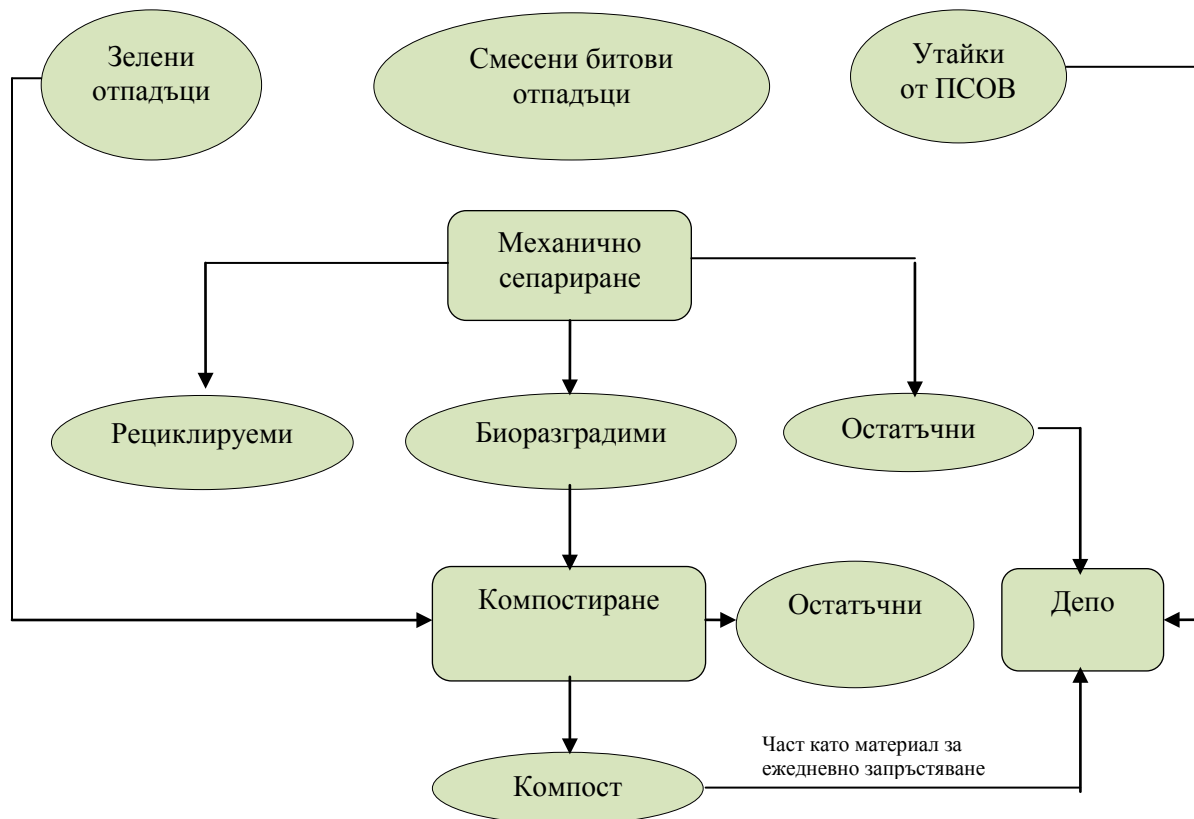 Зелени
отпадъци
Смесени битови
отпадъци
Утайки
от ПСОВ
Механично
сепариране
Рециклируеми
Биоразградими
Остатъчни
Компостиране
Остатъчни
Депо
Част като материал за
ежедневно запръстяване
Компост